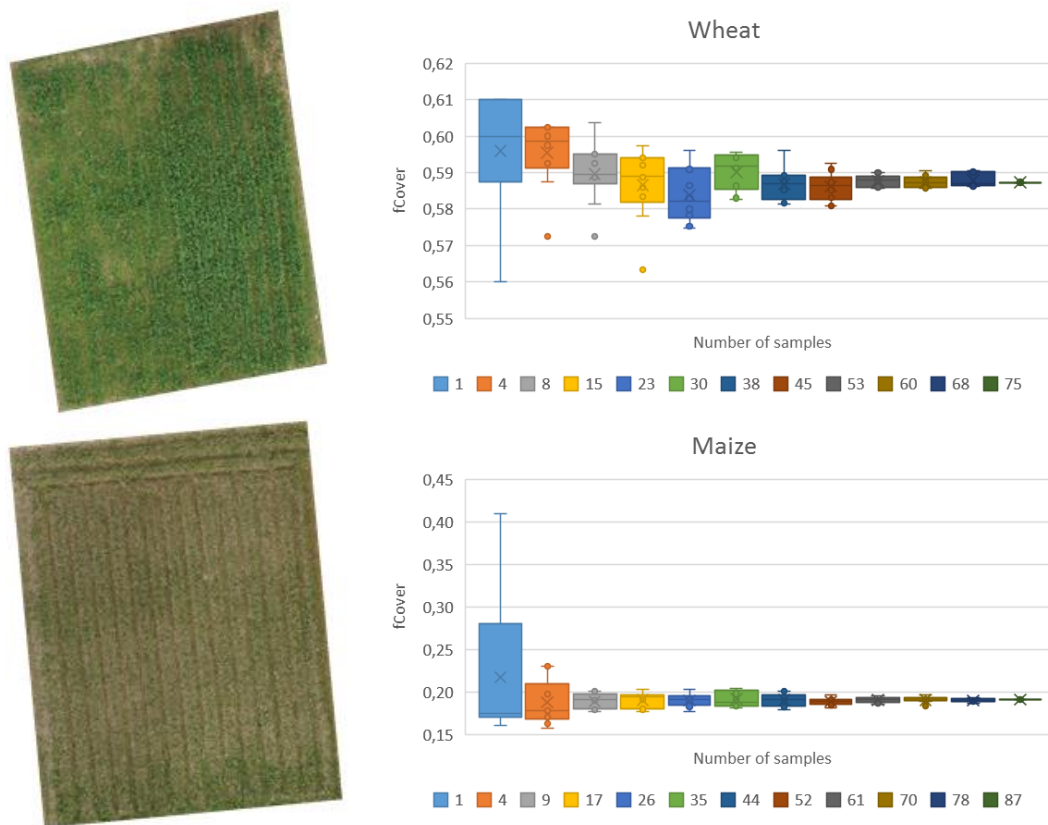 Wheat
0,62
0,61
0,60
0,59
0,58
0,57
0,56
0,55
fCover
Number of samples
1 4 8 15 23 30 38 45 53 60 68 75
Maize
0,45
0,40
0,35
0,30
0,25
0,20
0,15
fCover
Number of samples
1 4 9 17 26 35 44 52 61 70 78 87